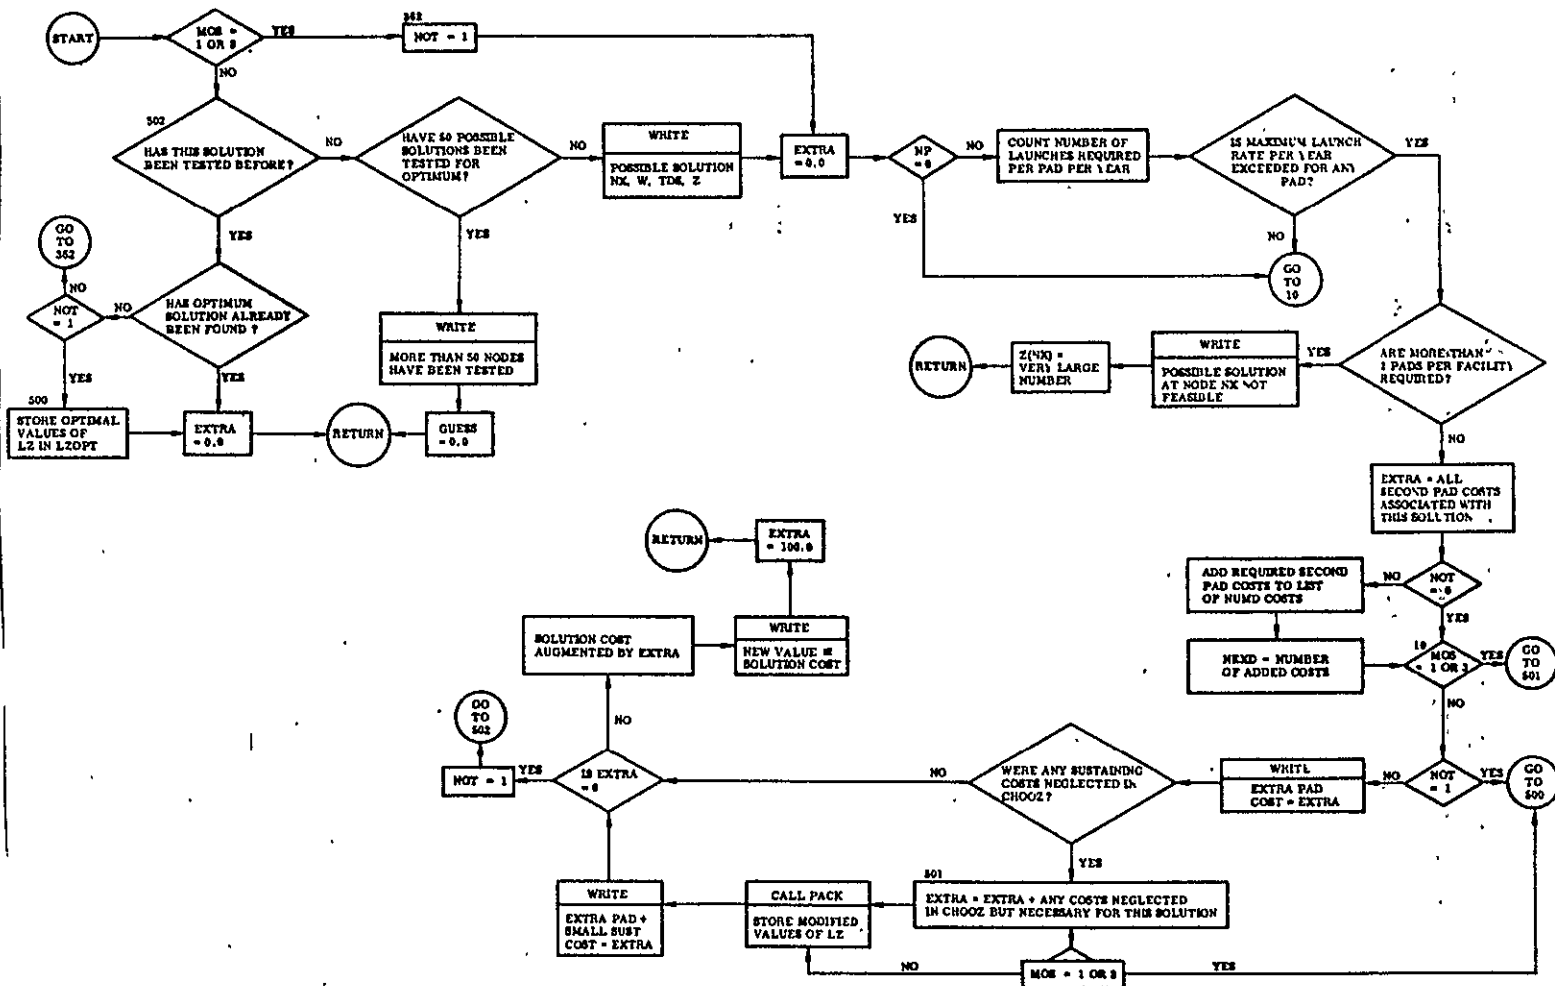 START
MOS =
1 OR 3
YES
NO
352
NOT = 1
502
HAS THIS SOLUTION
BEEN TESTED BEFORE?
NO
YES
HAVE 50 POSSIBLE
SOLUTIONS BEEN
TESTED FOR
OPTIMUM?
NO
YES
WRITE
POSSIBLE SOLUTION
NX, W, TDS, Z
EXTRA
= 0.0
NP
= 0
NO
YES
COUNT NUMBER OF
LAUNCHES REQUIRED
PER PAD PER YEAR
IS MAXIMUM LAUNCH
RATE PER YEAR
EXCEEDED FOR ANY
PAD?
YES
NO
GO
TO
10
GO
TO
352
NO
NOT
= 1
NO
YES
HAS OPTIMUM
SOLUTION ALREADY
BEEN FOUND ?
YES
500
STORE OPTIMAL
VALUES OF
LZ IN LZOPT
EXTRA
= 0.0
RETURN
WRITE
MORE THAN 50 NODES
HAVE BEEN TESTED
GUESS
= 0.0
RETURN
Z(NX) =
VERY LARGE
NUMBER
WRITE
POSSIBLE SOLUTION
AT NODE NX NOT
FEASIBLE
YES
ARE MORE THAN
2 PADS PER FACILITY
REQUIRED?
NO
EXTRA = ALL
SECOND PAD COSTS
ASSOCIATED WITH
THIS SOLUTION
NOT
= 0
NO
YES
ADD REQUIRED SECOND
PAD COSTS TO LIST
OF NUMD COSTS
NEXD = NUMBER
OF ADDED COSTS
10
MOS
= 1 OR 3
YES
NO
GO
TO
501
RETURN
EXTRA
= 100.0
SOLUTION COST
AUGMENTED BY EXTRA
WRITE
NEW VALUE =
SOLUTION COST
NO
GO
TO
502
NOT = 1
YES
IS EXTRA
= 0
NO
WERE ANY SUSTAINING
COSTS NEGLECTED IN
CHOOZ?
YES
WRITE
EXTRA PAD
COST = EXTRA
NO
NOT
= 1
YES
GO
TO
500
501
EXTRA = EXTRA + ANY COSTS NEGLECTED
IN CHOOZ BUT NECESSARY FOR THIS SOLUTION
CALL PACK
STORE MODIFIED
VALUES OF LZ
WRITE
EXTRA PAD +
SMALL SUST
COST = EXTRA
NO
MOS = 1 OR 3
YES